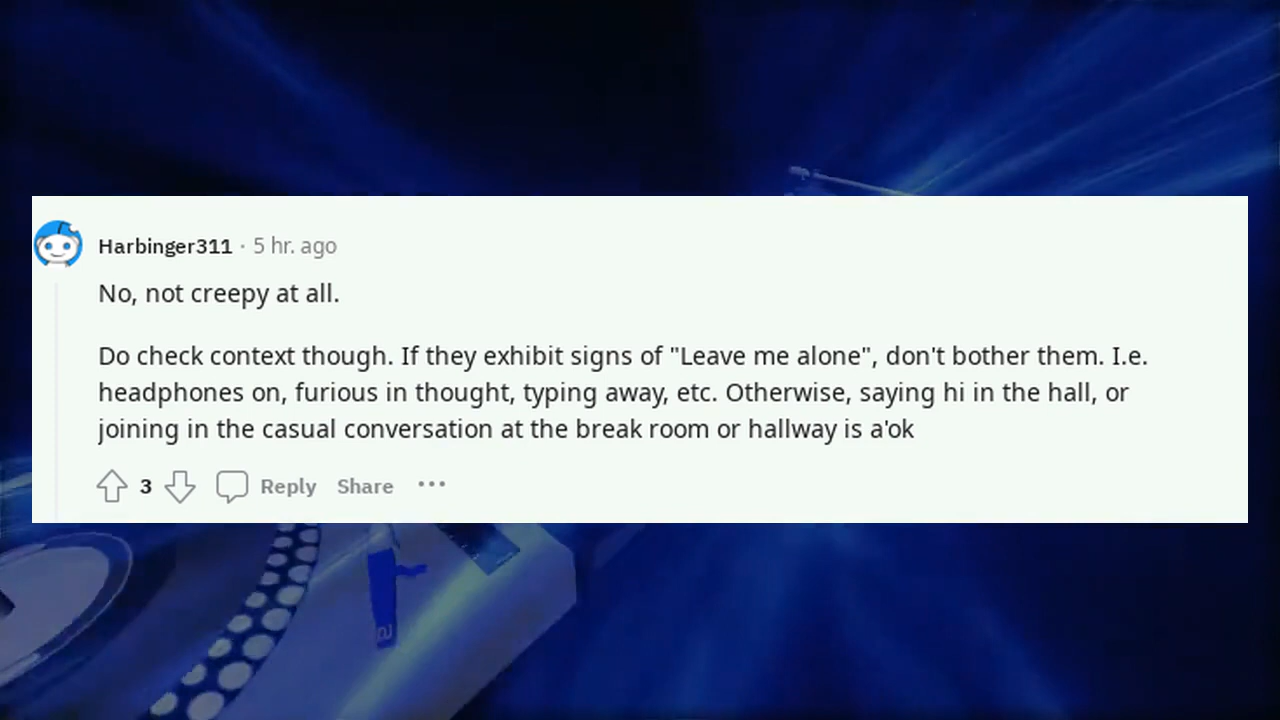 Harbinger311 · 5 hr. ago
No, not creepy at all.
Do check context though. If they exhibit signs of "Leave me alone", don't bother them. I.e.
headphones on, furious in thought, typing away, etc. Otherwise, saying hi in the hall, or
joining in the casual conversation at the break room or hallway is a'ok
3 Reply Share ···